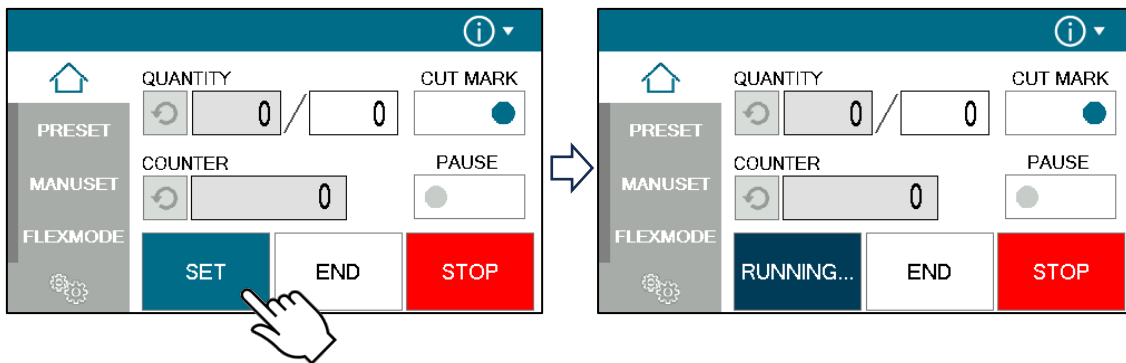 QUANTITY CUT MARK
0 / 0
PRESET
COUNTER PAUSE
MANUSET
0
FLEXMODE
SET END STOP
QUANTITY CUT MARK
0 / 0
PRESET
COUNTER PAUSE
MANUSET
0
FLEXMODE
RUNNING... END STOP